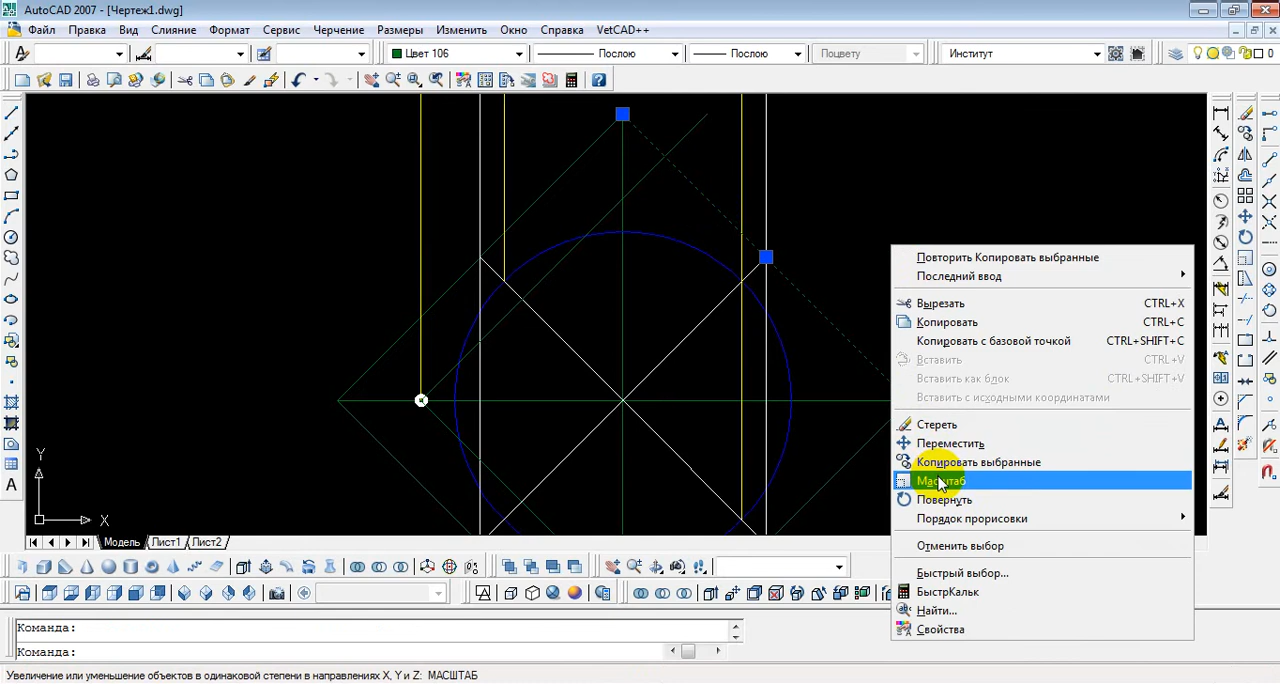 AutoCAD 2007 - [Чертеж1.dwg]
Файл Правка Вид Слияние Формат Сервис Черчение Размеры Изменить Окно Справка VetCAD++
Цвет 106 Послою Послою Поцвету Институт 0
Повторить Копировать выбранные
Последний ввод
Вырезать CTRL+X
Копировать CTRL+C
Копировать с базовой точкой CTRL+SHIFT+C
Вставить CTRL+V
Вставить как блок CTRL+SHIFT+V
Вставить с исходными координатами
Стереть
Переместить
Копировать выбранные
Масштаб
Повернуть
Порядок прорисовки
Отменить выбор
Быстрый выбор...
БыстрКальк
Найти...
Свойства
Y
X
A
A
Модель Лист1 Лист2
Команда:
Команда:
Увеличение или уменьшение объектов в одинаковой степени в направлениях X, Y и Z: МАСШТАБ